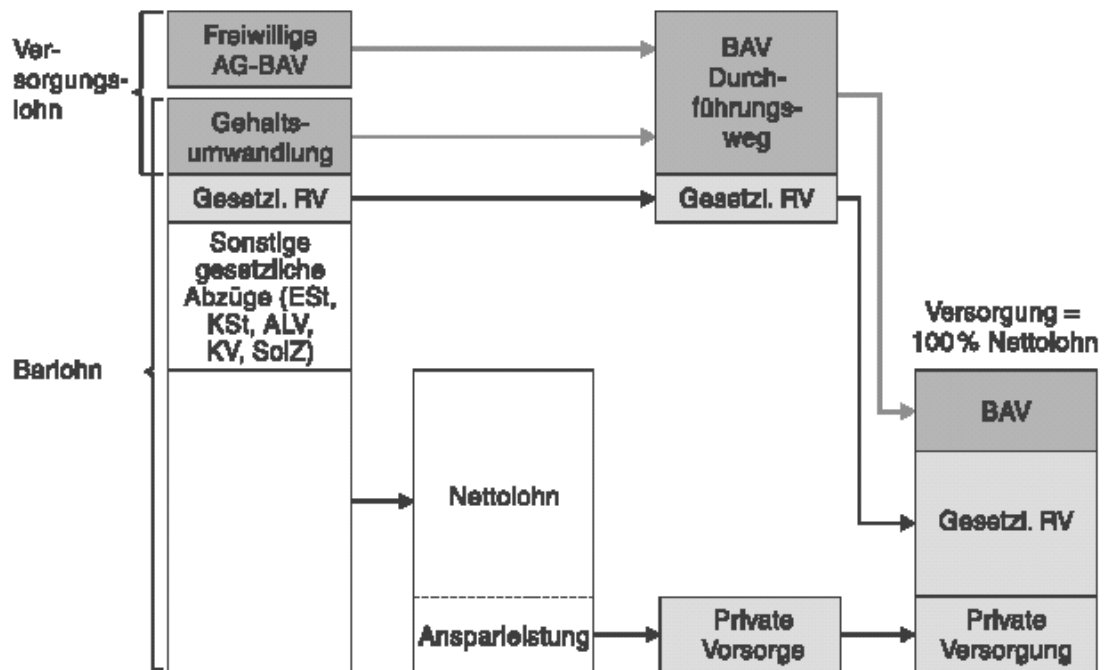 Ver-
sorgungs-
lohn
Freiwillige
AG-BAV
Gehalts-
umwandlung
Gesetzl. RV
Sonstige
gesetzliche
Abzüge (ESt,
KSt, ALV,
KV, SolZ)
Barlohn
Nettolohn
Ansparleistung
BAV
Durch-
führungs-
weg
Gesetzl. RV
Private
Vorsorge
Versorgung =
100% Nettolohn
BAV
Gesetzl. RV
Private
Versorgung